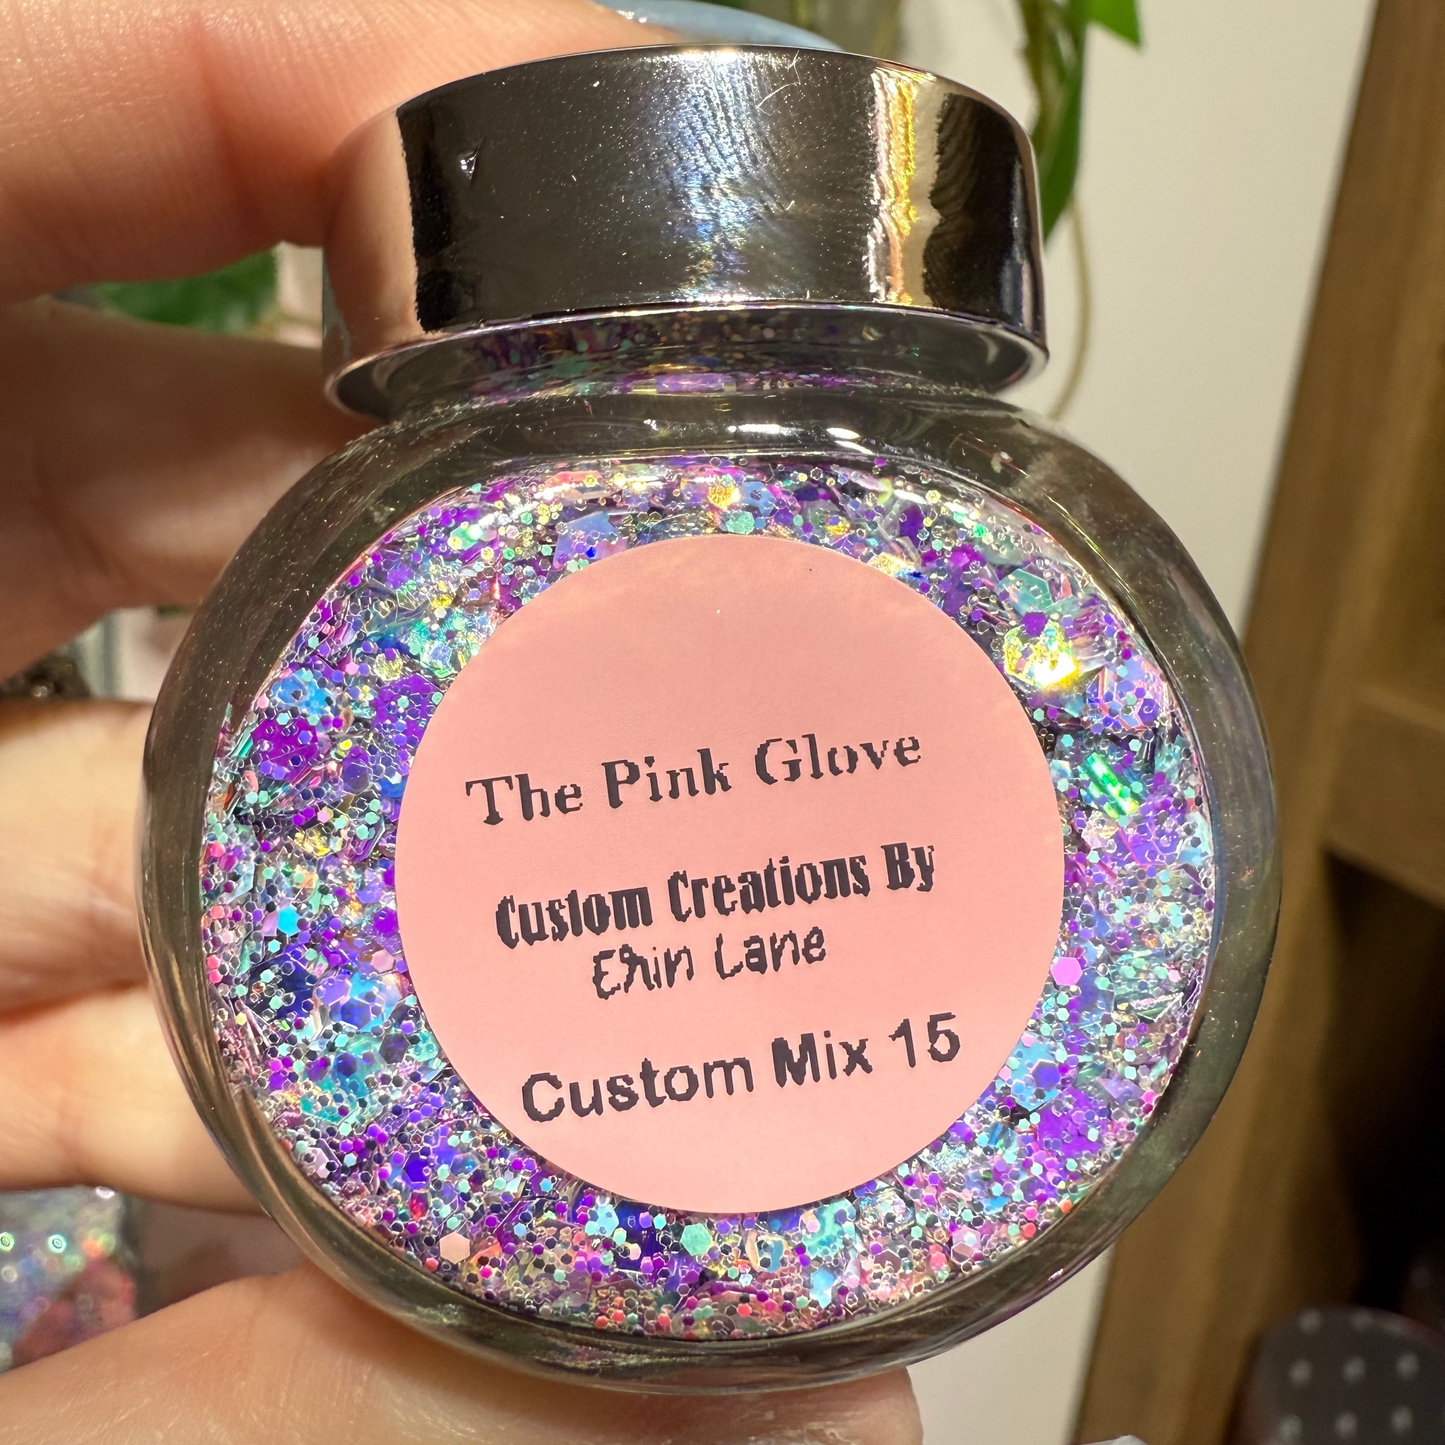 The Pink Glove
Custom Creations By
Erin Lane
Custom Mix 15